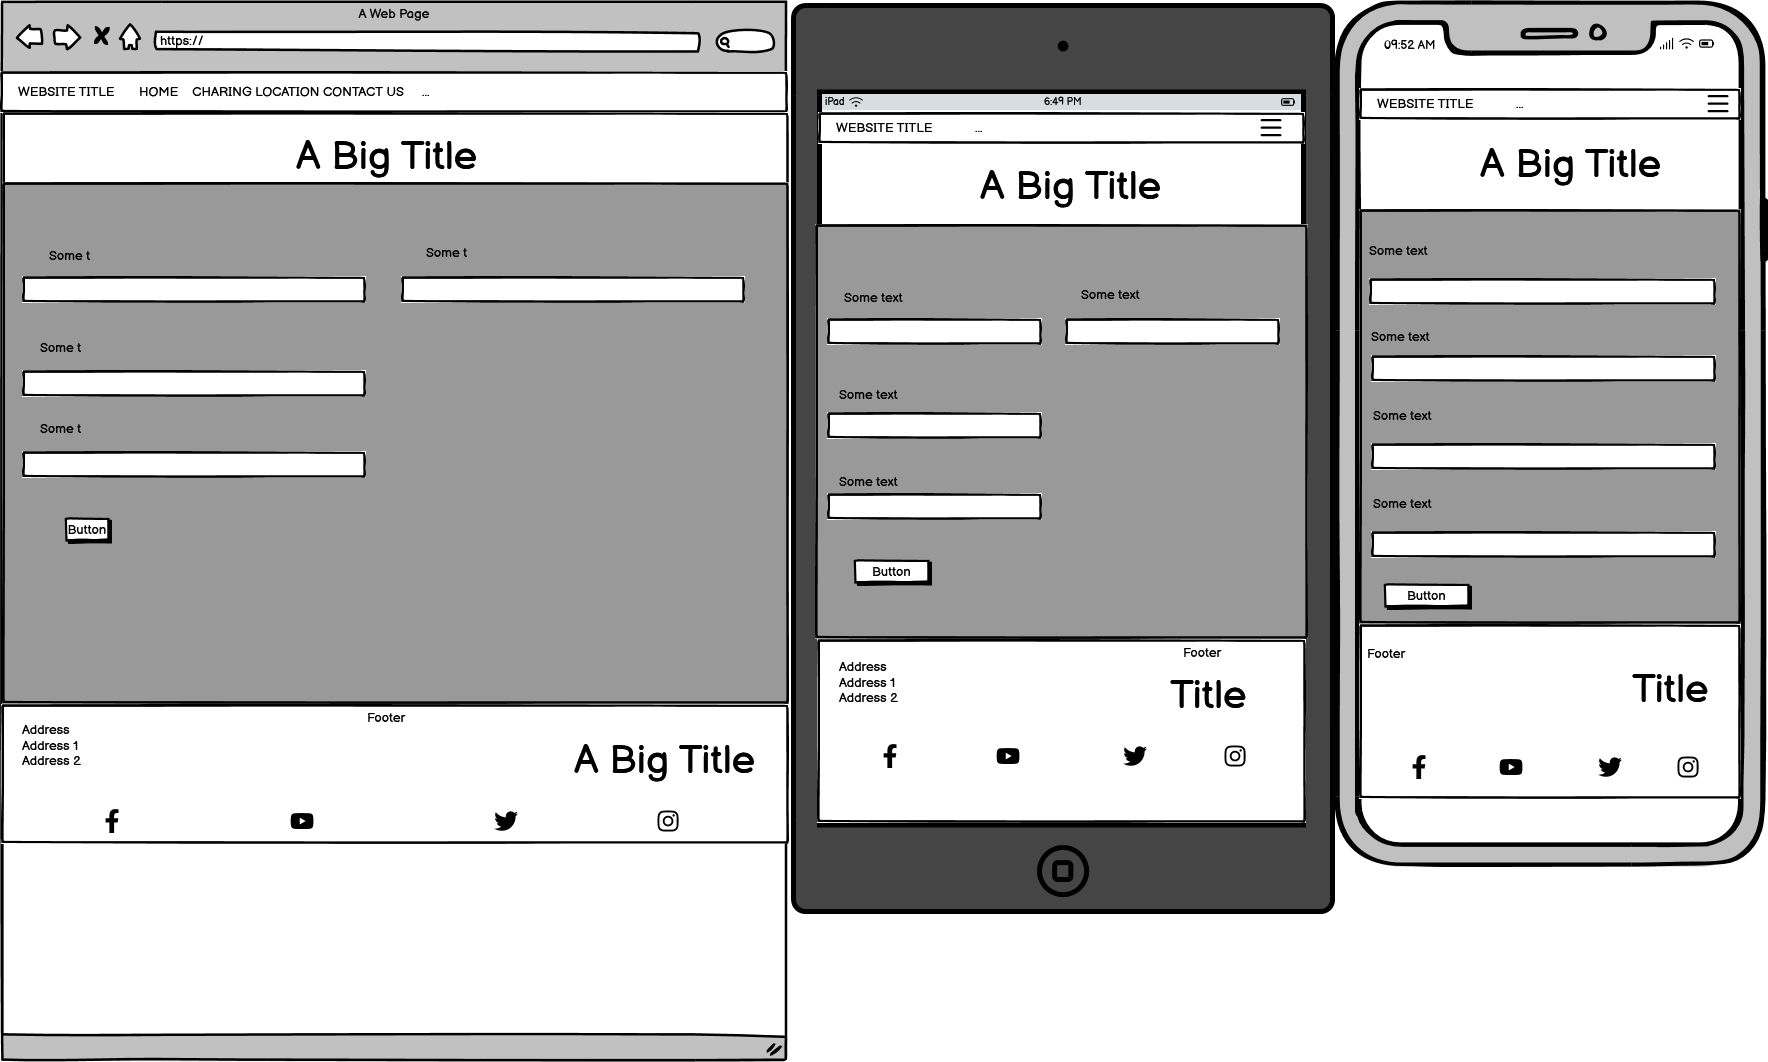 A Web Page
https://
WEBSITE TITLE HOME CHARING LOCATION CONTACT US ...
A Big Title
Some t
Some t
Some t
Some t
Button
Footer
Address
Address 1
Address 2
A Big Title
iPad
6:49 PM
WEBSITE TITLE ...
A Big Title
Some text
Some text
Some text
Some text
Button
Footer
Address
Address 1
Address 2
Title
09:52 AM
WEBSITE TITLE ...
A Big Title
Some text
Some text
Some text
Some text
Button
Footer
Title